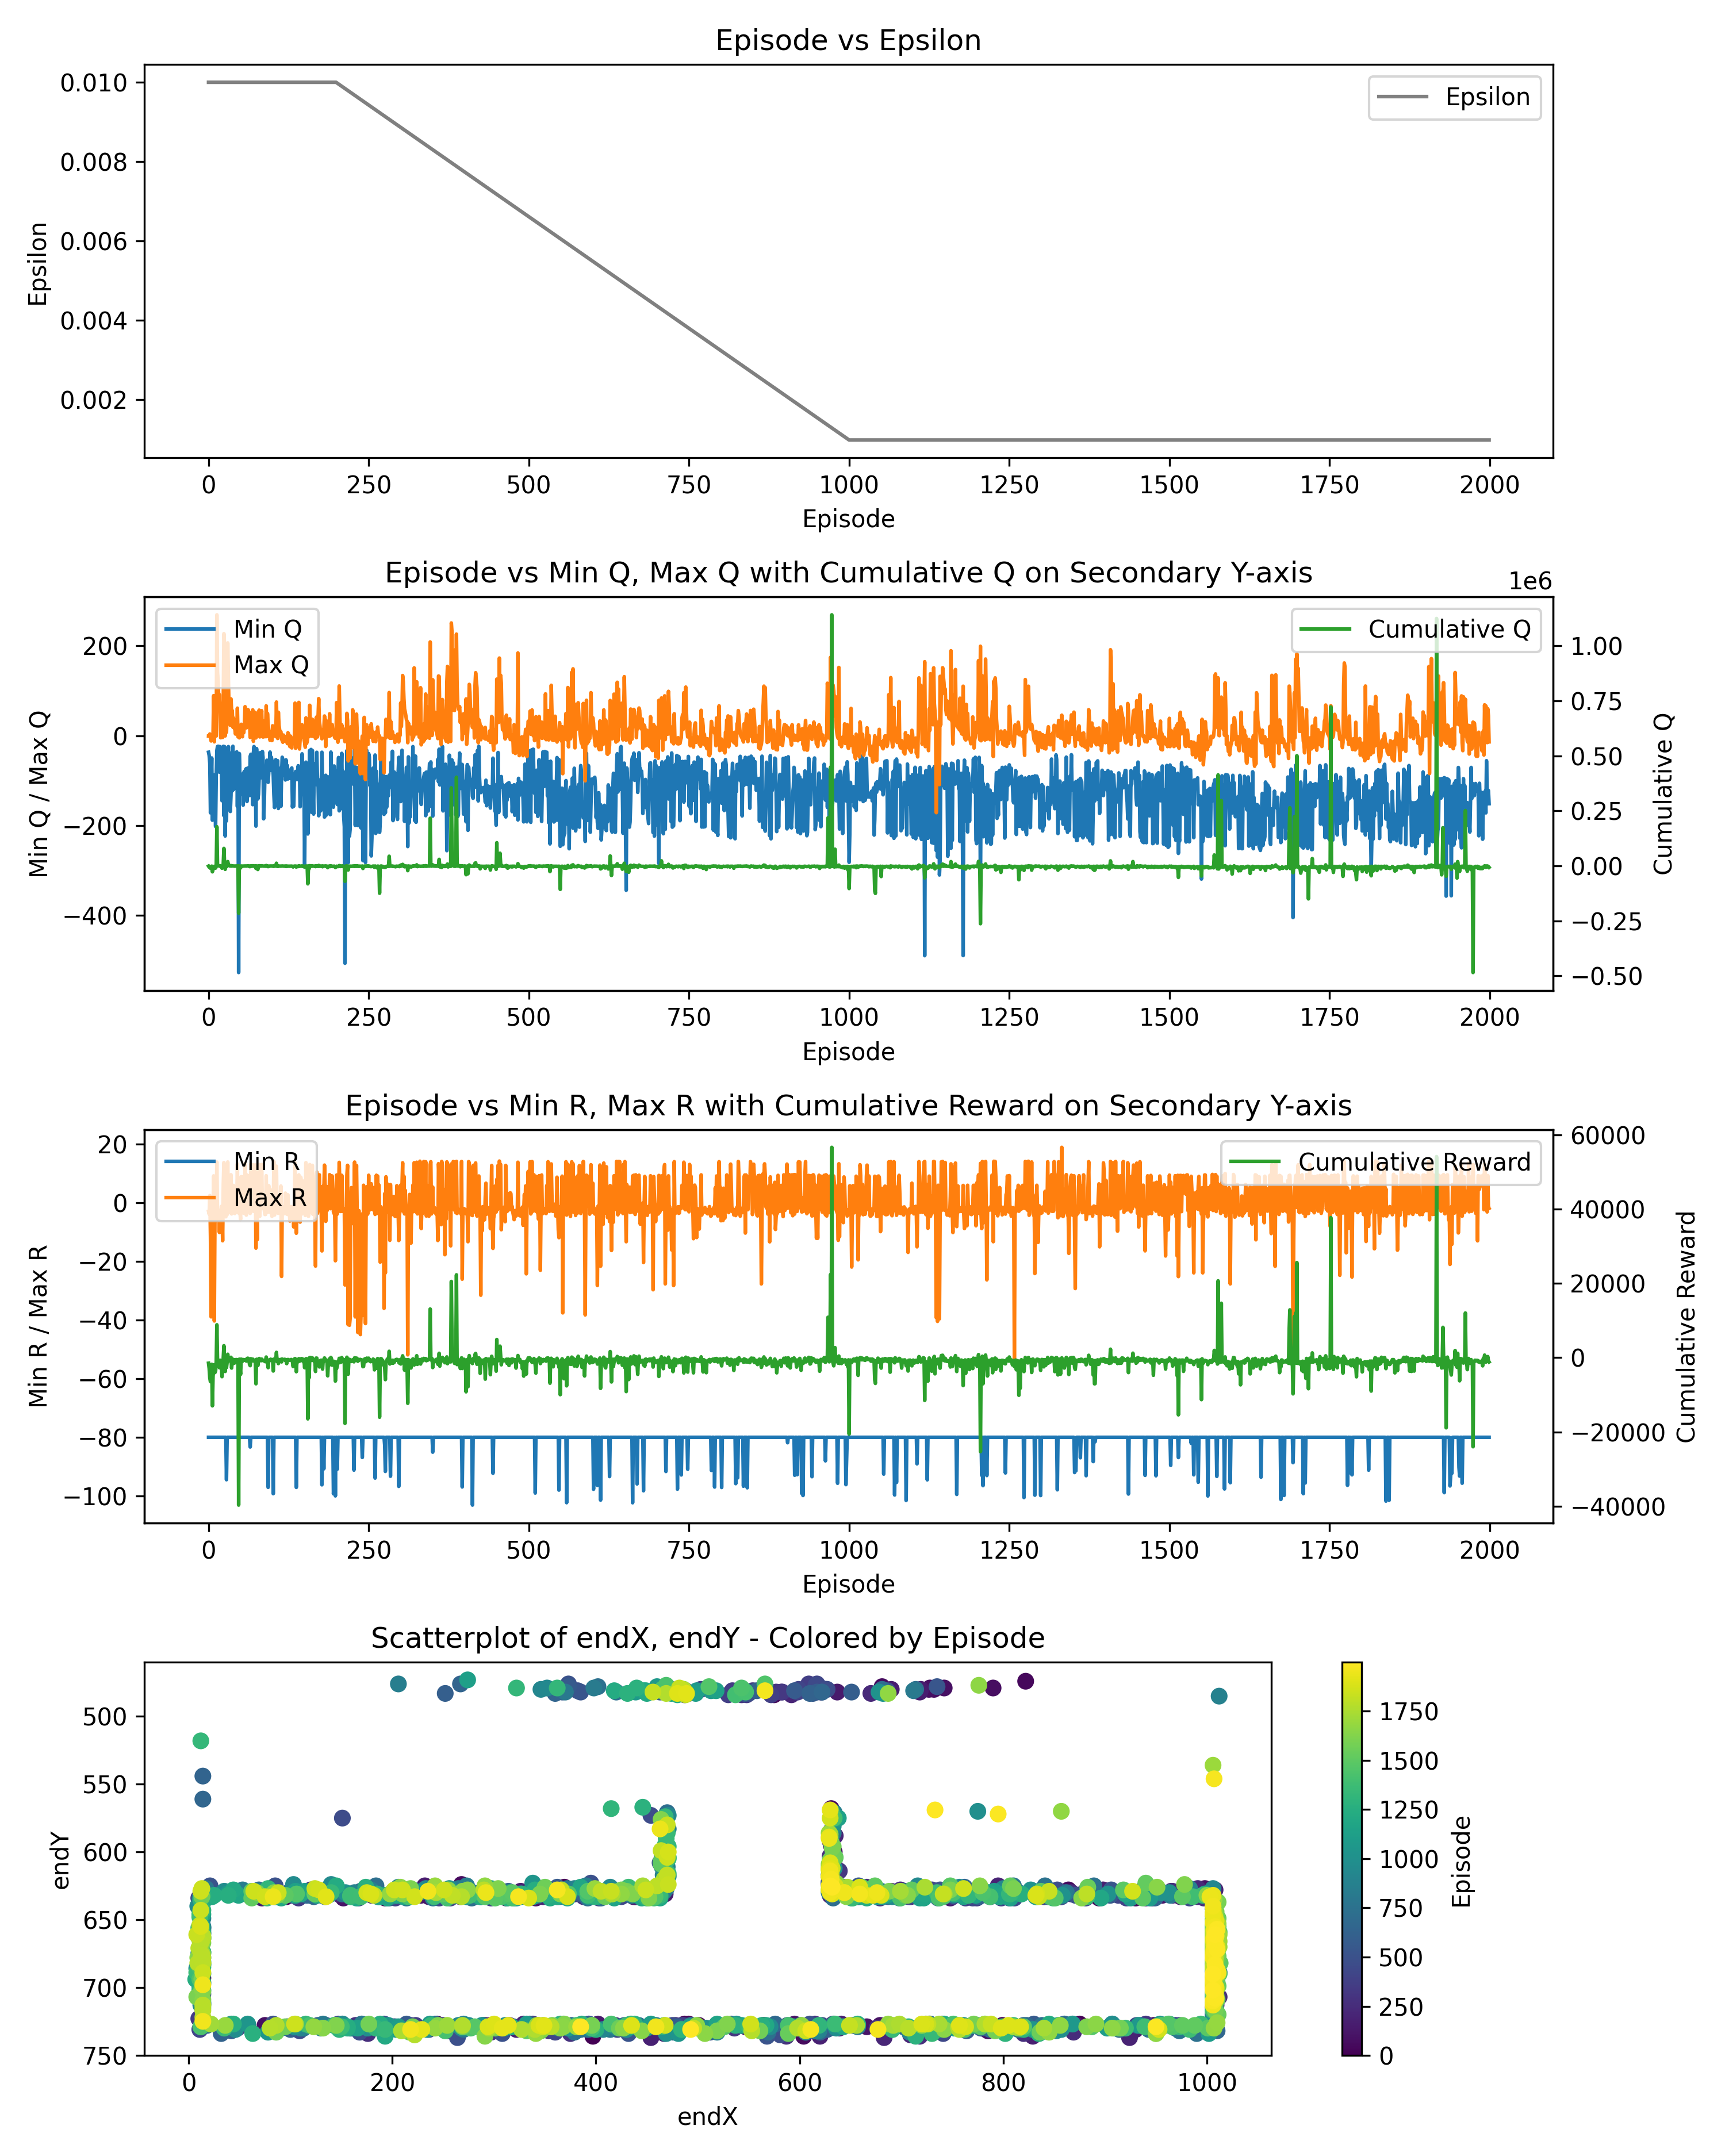 Episode vs Epsilon
Epsilon
0.010
0.008
0.006
0.004
0.002
Epsilon
0 250 500 750 1000 1250 1500 1750 2000
Episode
Episode vs Min Q, Max Q with Cumulative Q on Secondary Y-axis
1e6
Min Q
Max Q
Cumulative Q
200
0
−200
−400
Min Q / Max Q
1.00
0.75
0.50
0.25
0.00
−0.25
−0.50
Cumulative Q
0 250 500 750 1000 1250 1500 1750 2000
Episode
Episode vs Min R, Max R with Cumulative Reward on Secondary Y-axis
Min R
Max R
Cumulative Reward
20
0
−20
−40
−60
−80
−100
Min R / Max R
60000
40000
20000
0
−20000
−40000
Cumulative Reward
0 250 500 750 1000 1250 1500 1750 2000
Episode
Scatterplot of endX, endY - Colored by Episode
500
550
600
650
700
750
endY
0 200 400 600 800 1000
endX
1750
1500
1250
1000
750
500
250
0
Episode